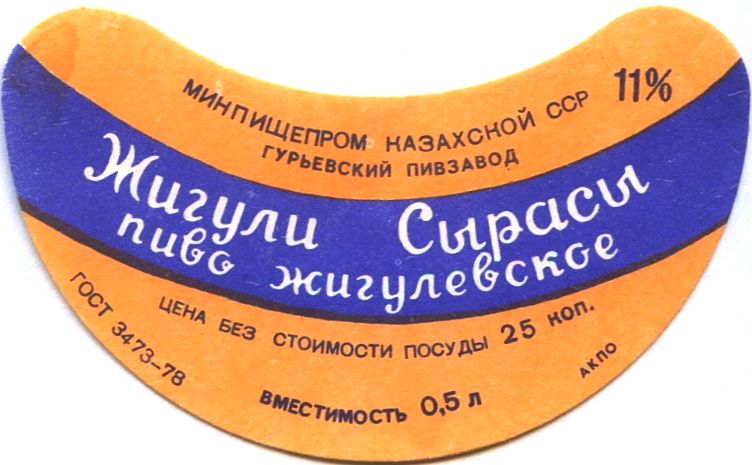 МИНПИЩЕПРОМ КАЗАХСКОЙ ССР 11%
ГУРЬЕВСКИЙ ПИВЗАВОД
Жигули Сырасы
пиво жигулевское
ЦЕНА БЕЗ СТОИМОСТИ ПОСУДЫ 25 КОП.
ГОСТ 3473-78
ВМЕСТИМОСТЬ 0,5 л
АКПО